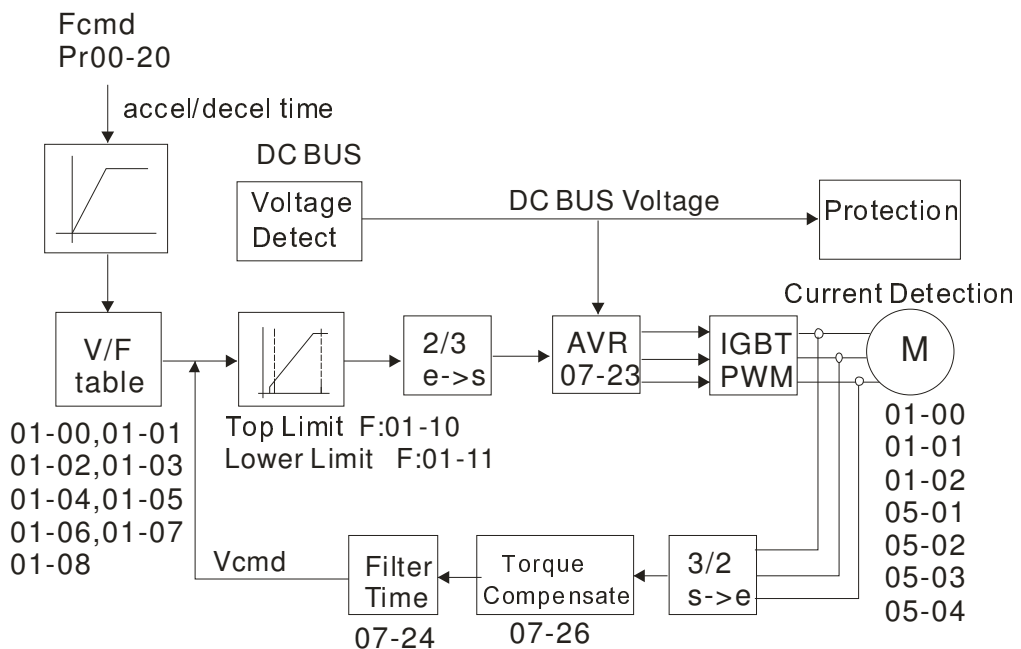 Fcmd
Pr00-20
accel/decel time
DC BUS
Voltage
Detect
DC BUS Voltage
Protection
Current Detection
V/F
table
2/3
e->s
AVR
07-23
IGBT
PWM
M
01-00,01-01
01-02,01-03
01-04,01-05
01-06,01-07
01-08
Top Limit F:01-10
Lower Limit F:01-11
01-00
01-01
01-02
05-01
05-02
05-03
05-04
Vcmd
Filter
Time
07-24
Torque
Compensate
07-26
3/2
s->e